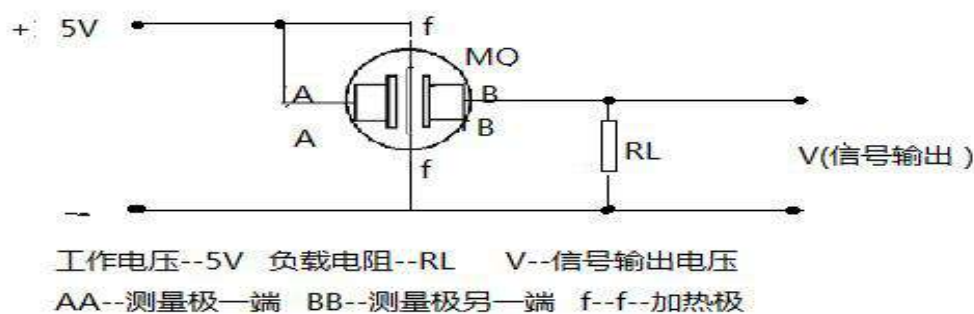 + 5V
f
MQ
A
B
A
B
RL
V(信号输出)
f
-
工作电压--5V 负载电阻--RL V--信号输出电压
AA--测量极一端 BB--测量极另一端 f--f--加热极